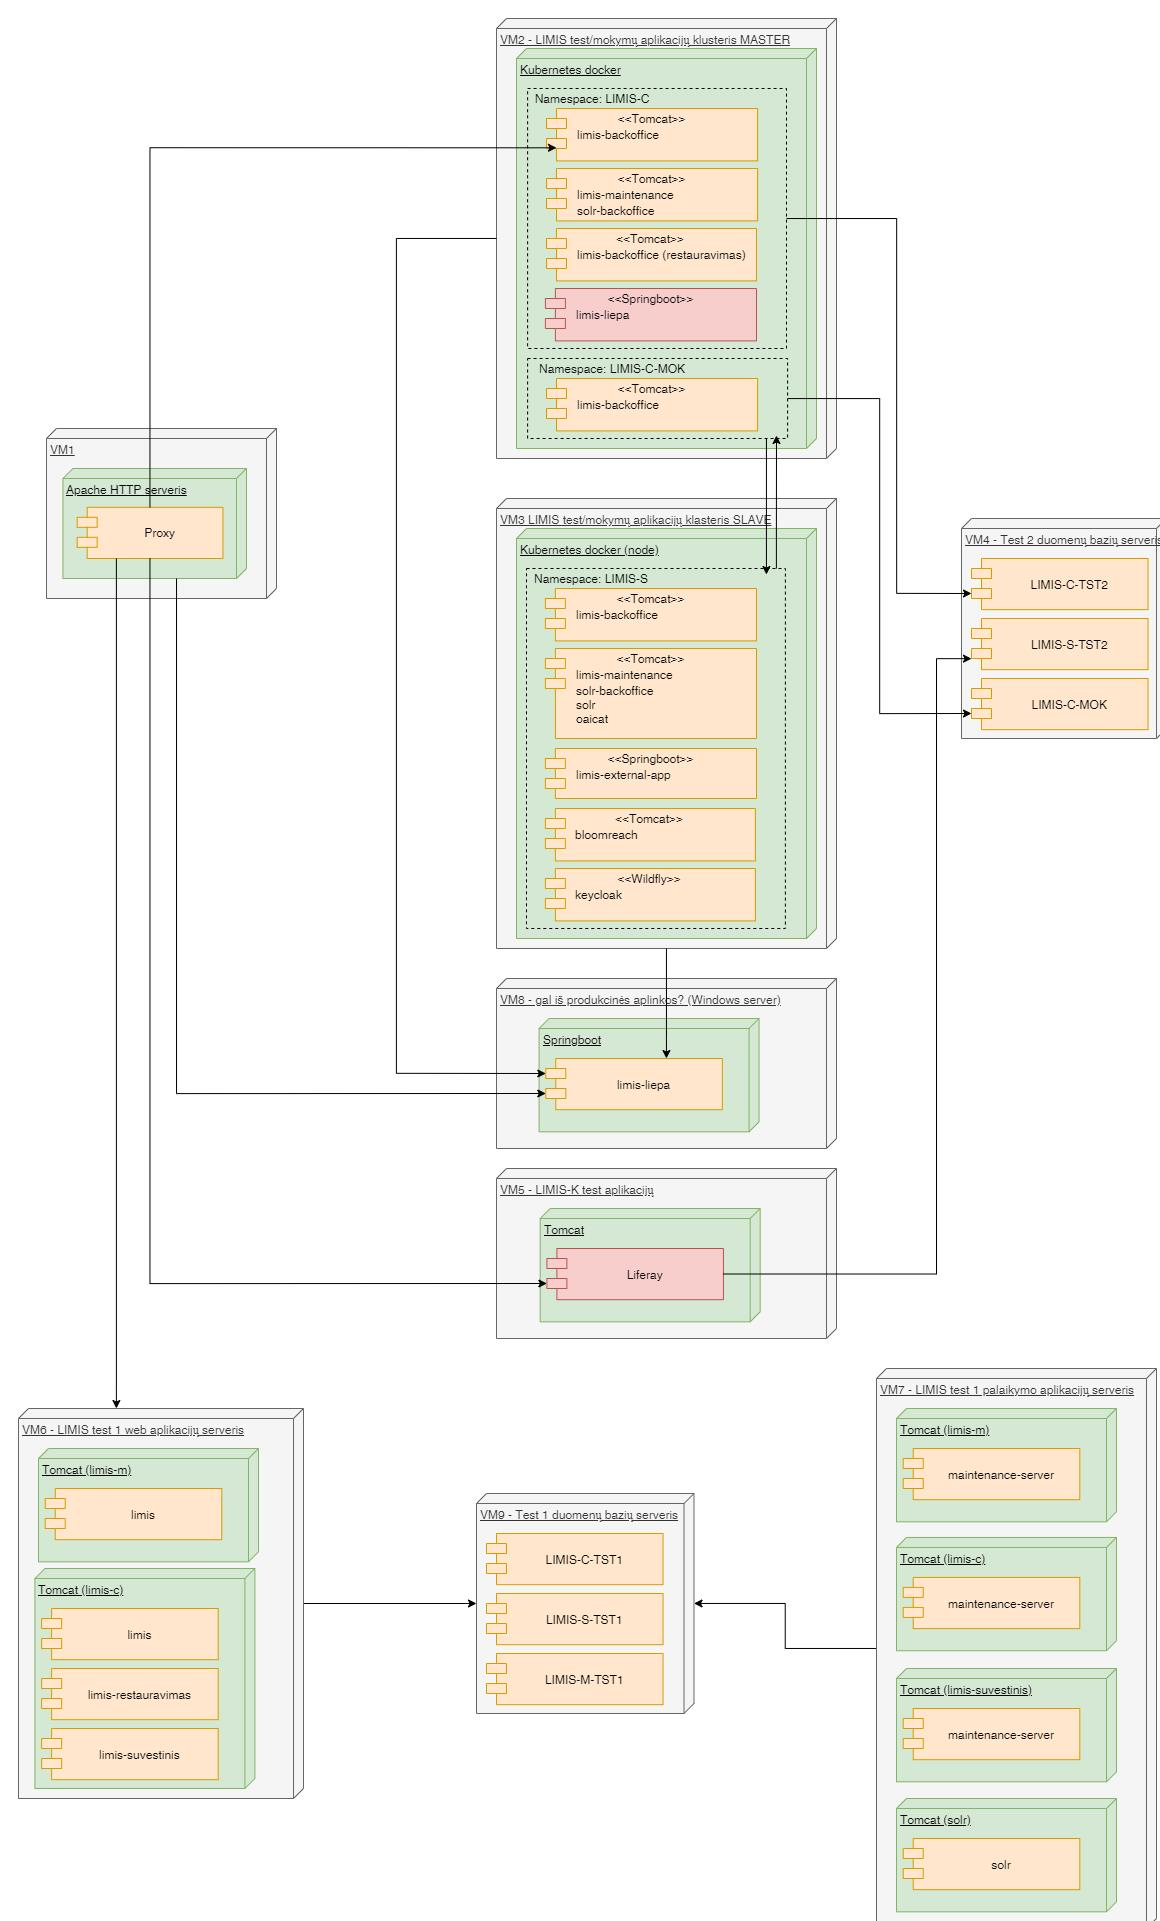 VM2 - LIMIS test/mokymų aplikacijų klusteris MASTER
Kubernetes docker
Namespace: LIMIS-C
<<Tomcat>>
limis-backoffice
<<Tomcat>>
limis-maintenance
solr-backoffice
<<Tomcat>>
limis-backoffice (restauravimas)
<<Springboot>>
limis-liepa
Namespace: LIMIS-C-MOK
<<Tomcat>>
limis-backoffice
VM1
Apache HTTP serveris
Proxy
VM3 LIMIS test/mokymų aplikacijų klasteris SLAVE
Kubernetes docker (node)
Namespace: LIMIS-S
<<Tomcat>>
limis-backoffice
<<Tomcat>>
limis-maintenance
solr-backoffice
solr
oaicat
<<Springboot>>
limis-external-app
<<Tomcat>>
bloomreach
<<Wildfly>>
keycloak
VM4 - Test 2 duomenų bazių serveris
LIMIS-C-TST2
LIMIS-S-TST2
LIMIS-C-MOK
VM8 - gal iš produkcinės aplinkos? (Windows server)
Springboot
limis-liepa
VM5 - LIMIS-K test aplikacijų
Tomcat
Liferay
VM6 - LIMIS test 1 web aplikacijų serveris
Tomcat (limis-m)
limis
Tomcat (limis-c)
limis
limis-restauravimas
limis-suvestinis
VM9 - Test 1 duomenų bazių serveris
LIMIS-C-TST1
LIMIS-S-TST1
LIMIS-M-TST1
VM7 - LIMIS test 1 palaikymo aplikacijų serveris
Tomcat (limis-m)
maintenance-server
Tomcat (limis-c)
maintenance-server
Tomcat (limis-suvestinis)
maintenance-server
Tomcat (solr)
solr